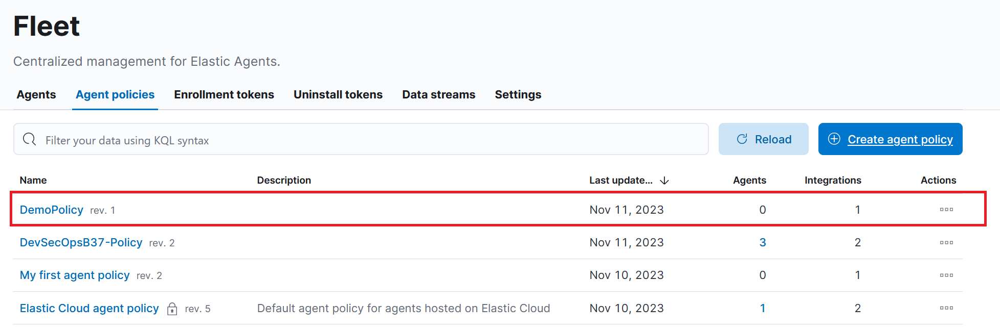 Fleet
Centralized management for Elastic Agents.
Agents Agent policies Enrollment tokens Uninstall tokens Data streams Settings
Filter your data using KQL syntax Reload Create agent policy
Name Description Last update... Agents Integrations Actions
DemoPolicy rev. 1 Nov 11, 2023 0 1
DevSecOpsB37-Policy rev. 2 Nov 11, 2023 3 2
My first agent policy rev. 2 Nov 10, 2023 0 1
Elastic Cloud agent policy rev. 5 Default agent policy for agents hosted on Elastic Cloud Nov 10, 2023 1 2